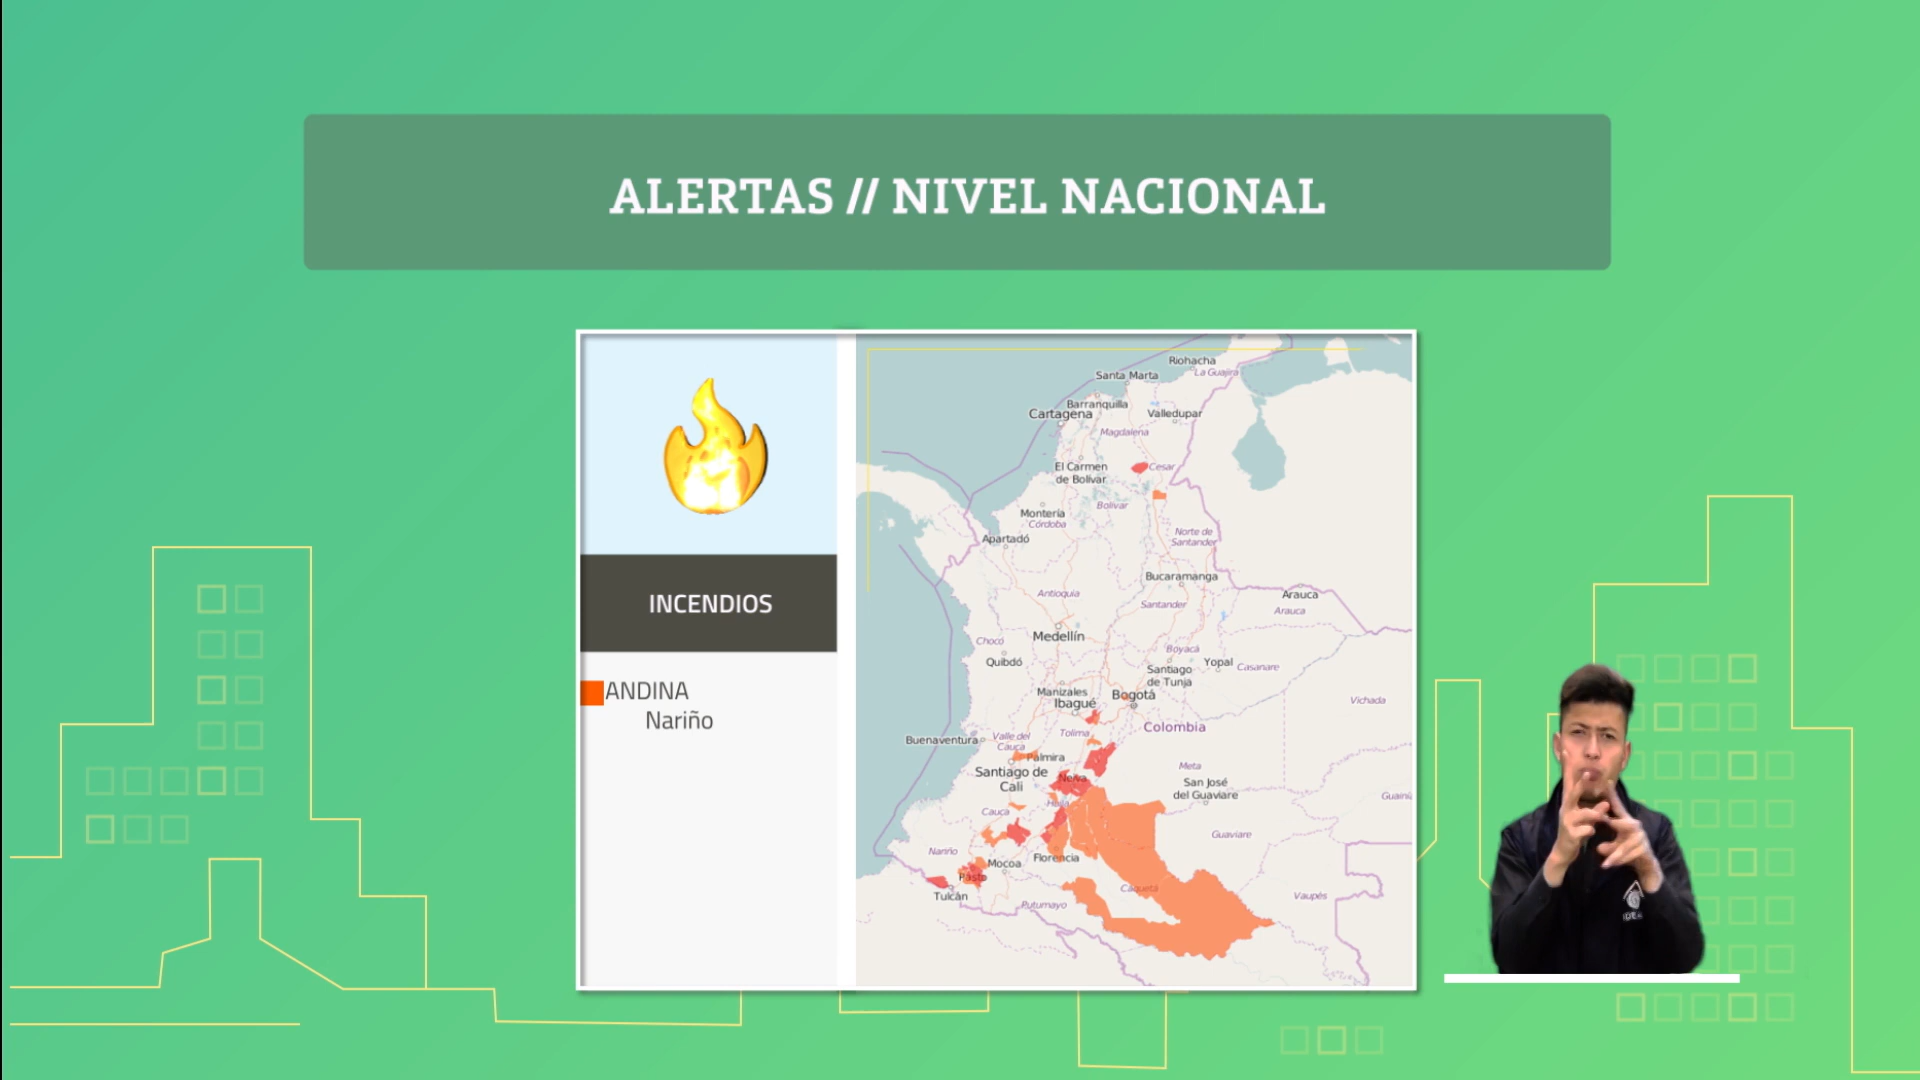 ALERTAS // NIVEL NACIONAL
INCENDIOS
ANDINA
Nariño
Riohacha
La Guajira
Santa Marta
Barranquilla
Cartagena
Valledupar
Magdalena
El Carmen
de Bolívar
Cesar
Bolívar
Montería
Córdoba
Norte de
Santander
Apartadó
Bucaramanga
Arauca
Antioquia
Santander
Arauca
Medellín
Chocó
Boyacá
Quibdó
Santiago
de Tunja
Yopal
Casanare
Manizales
Ibagué
Bogotá
Vichada
Colombia
Buenaventura
Valle del
Cauca
Tolima
Palmira
Santiago de
Cali
Meta
Neiva
San José
del Guaviare
Huila
Cauca
Guaviare
Nariño
Mocoa
Florencia
Pasto
Tulcán
Caquetá
Putumayo
Vaupés